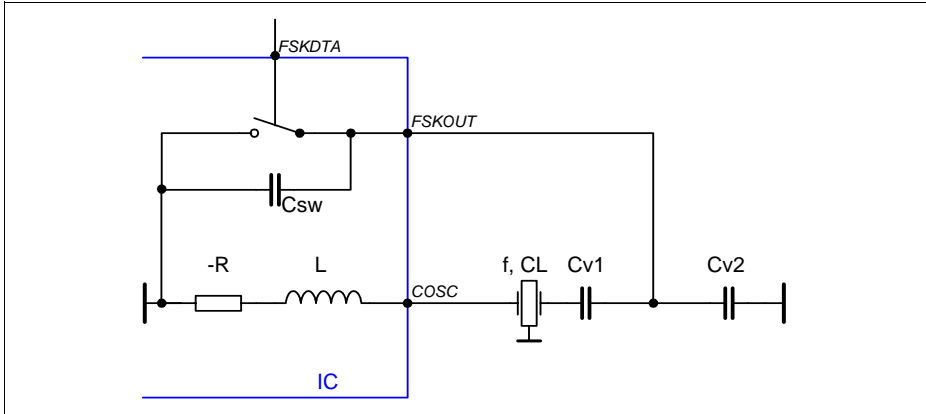 FSKDTA
FSKOUT
Csw
-R L f, CL Cv1 Cv2
COSC
IC